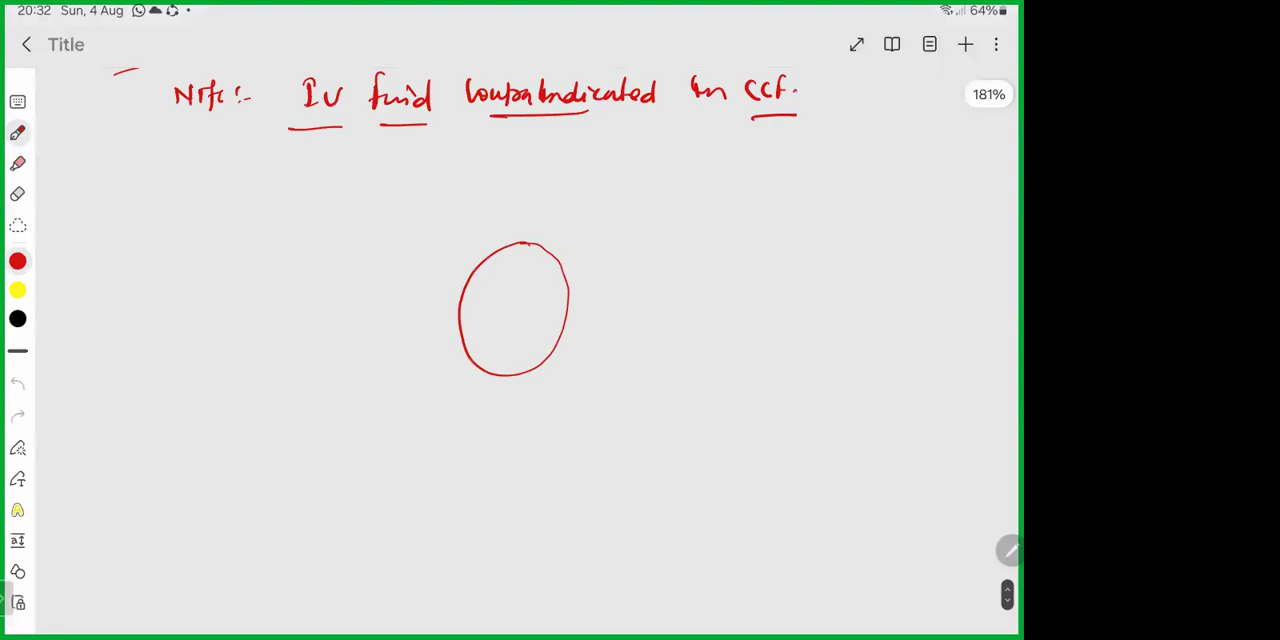 20:32 Sun, 4 Aug 64%
Title
181%
Note:- IV fluid contraindicated in CCF.